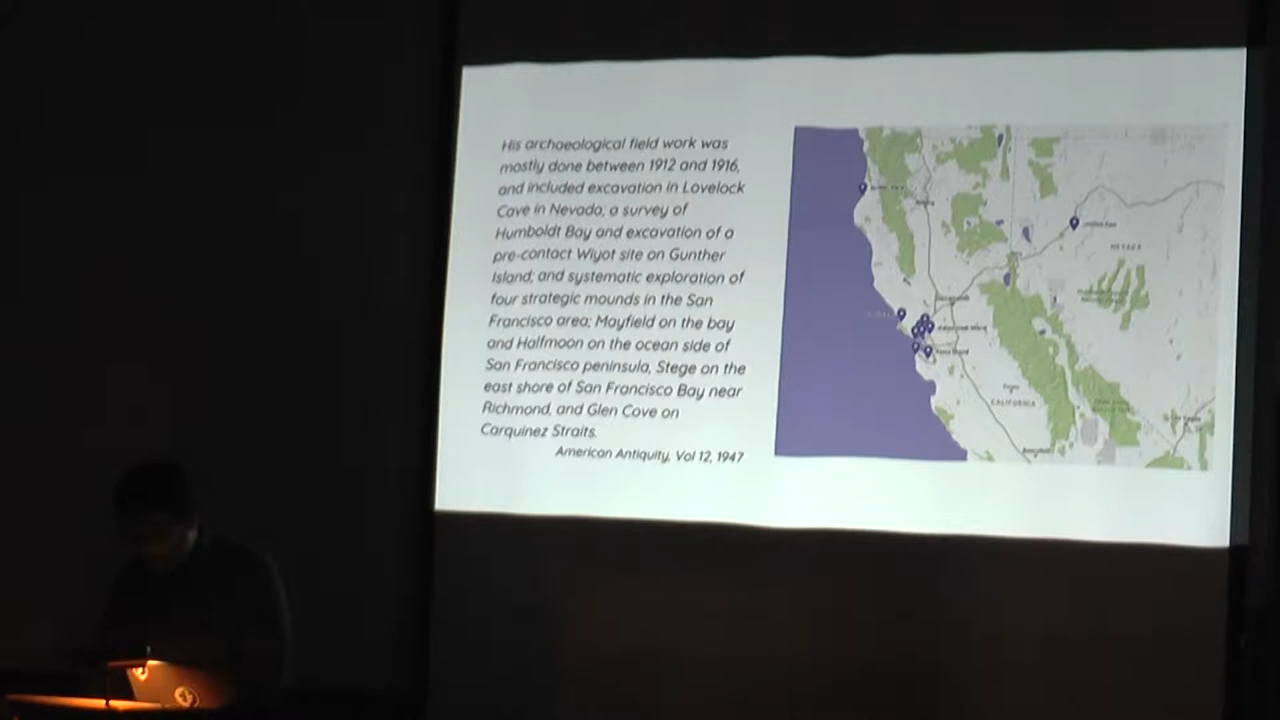 His archaeological field work was
mostly done between 1912 and 1916,
and included excavation in Lovelock
Cave in Nevada; a survey of
Humboldt Bay and excavation of a
pre-contact Wiyot site on Gunther
Island; and systematic exploration of
four strategic mounds in the San
Francisco area; Mayfield on the bay
and Halfmoon on the ocean side of
San Francisco peninsula, Stege on the
east shore of San Francisco Bay near
Richmond, and Glen Cove on
Carquinez Straits.
American Antiquity, Vol 12, 1947
NEVADA
Sacramento
CALIFORNIA